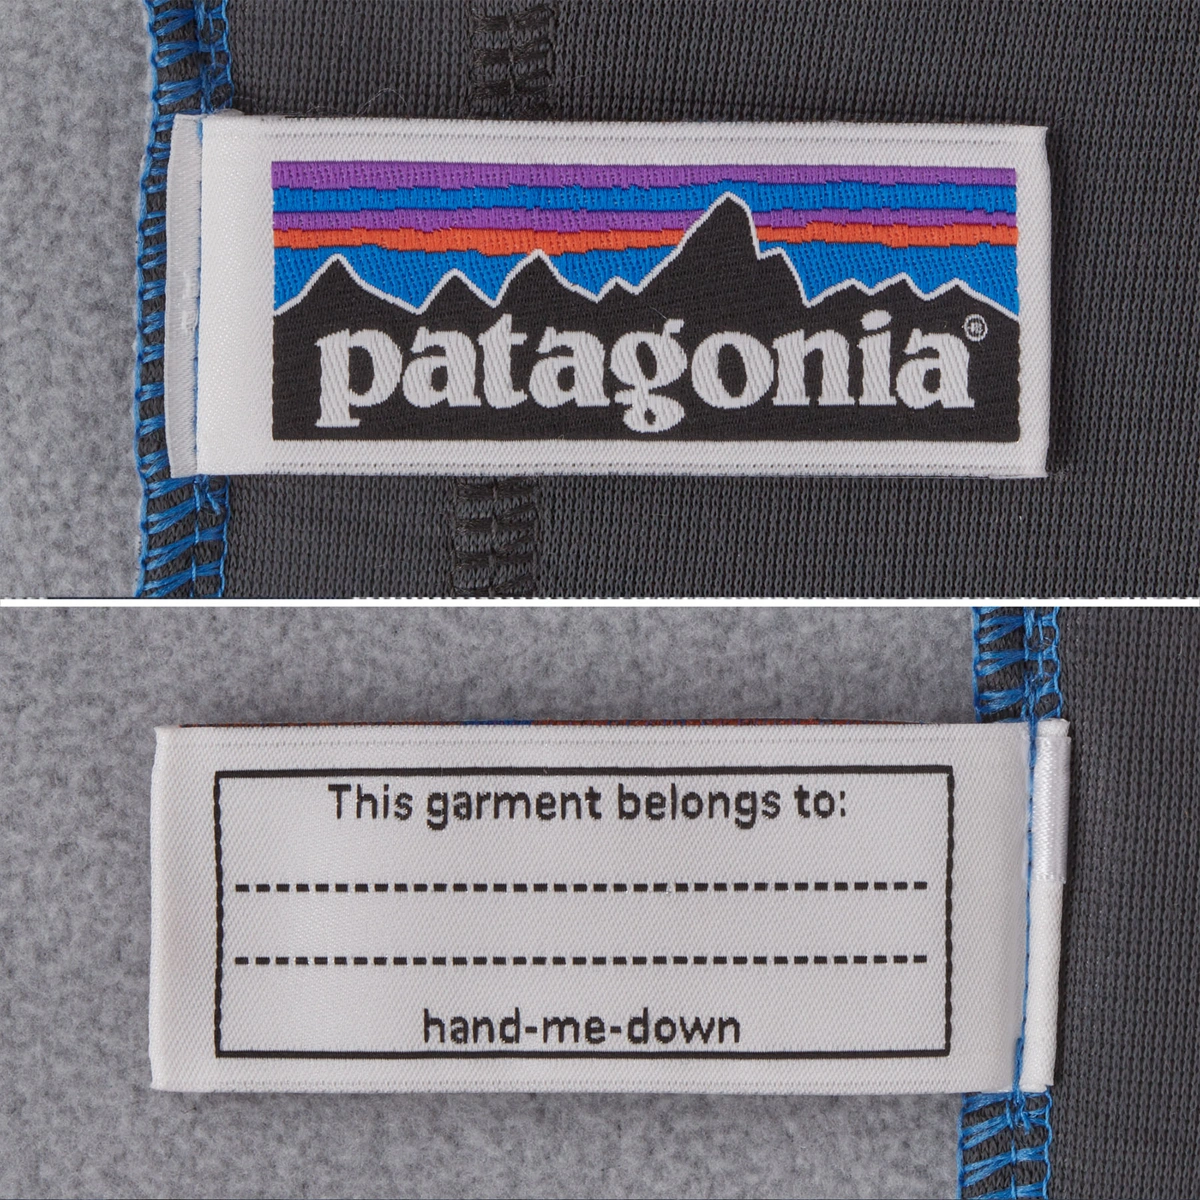 patagonia®
This garment belongs to:
hand-me-down